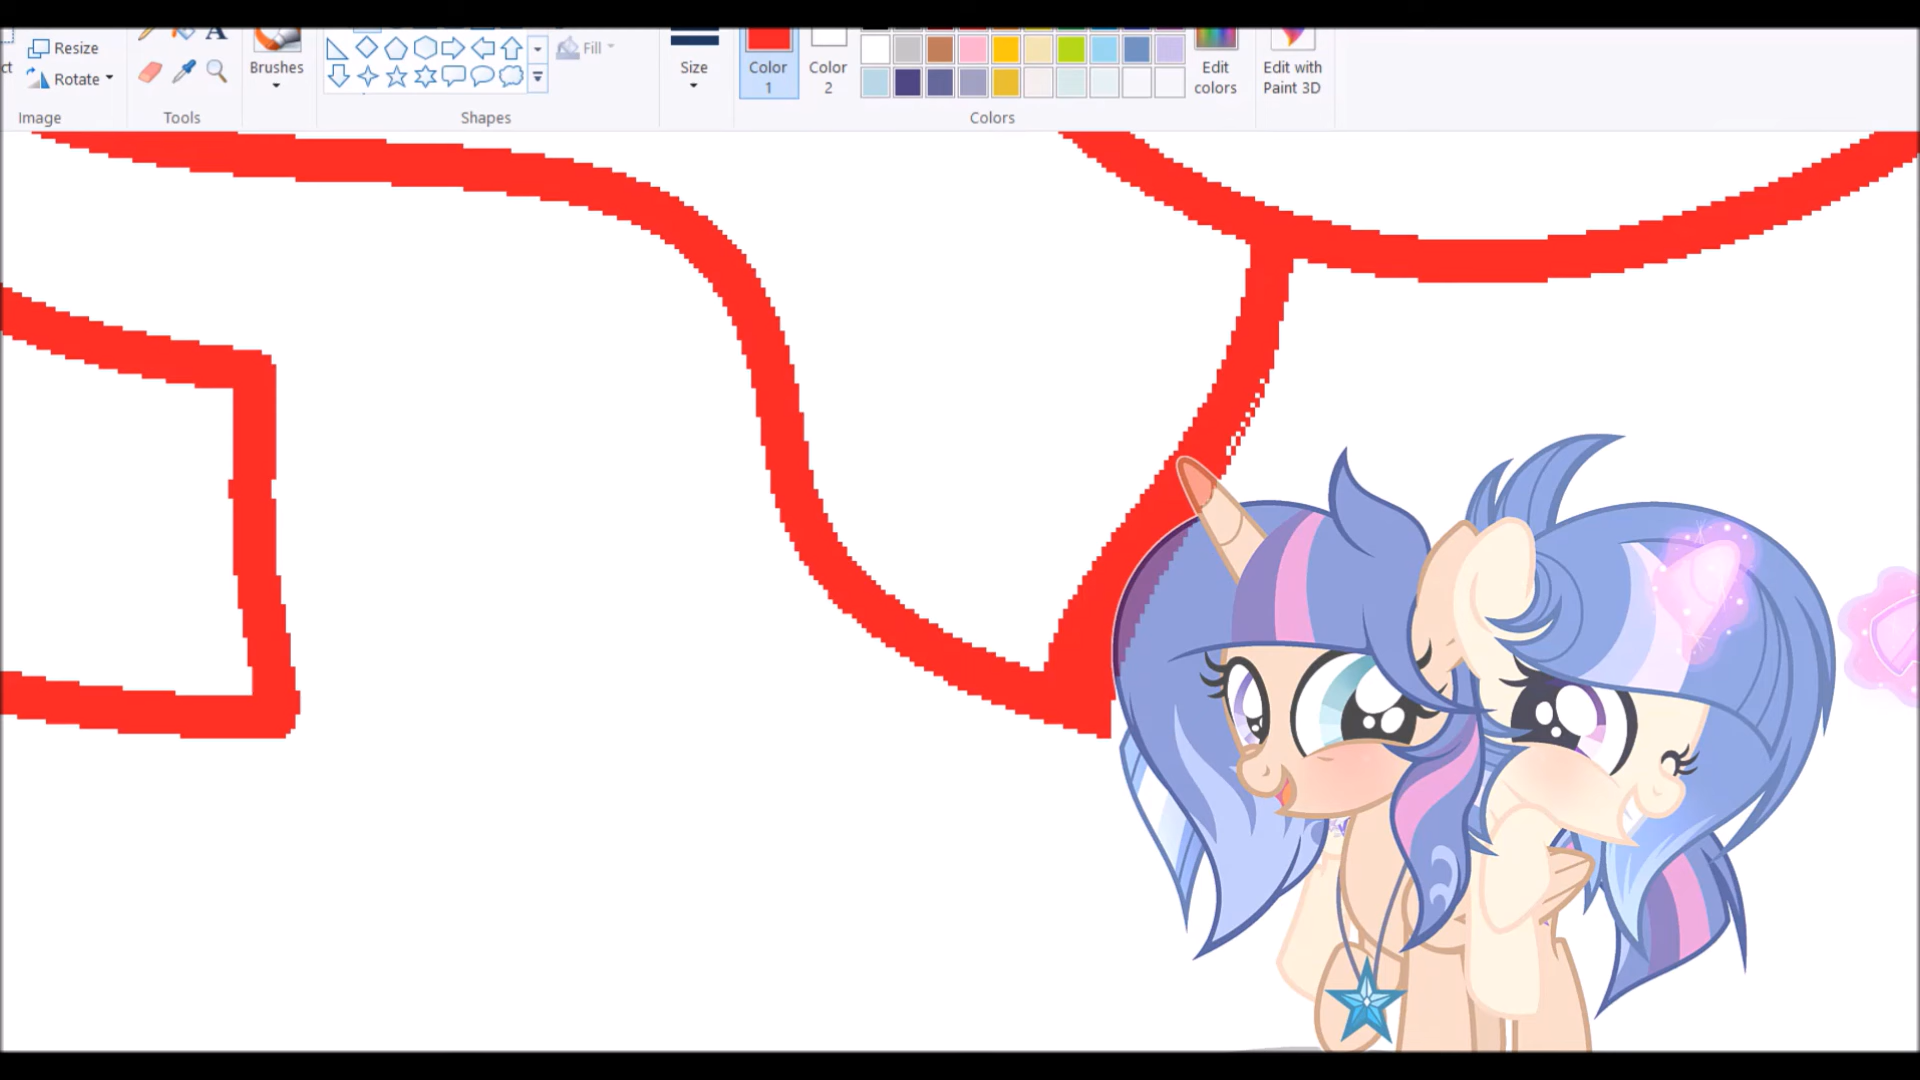 Resize
ct
Rotate
Image
A
Tools
Brushes
Shapes
Fill
Size
Color
1
Color
2
Colors
Edit
colors
Edit with
Paint 3D